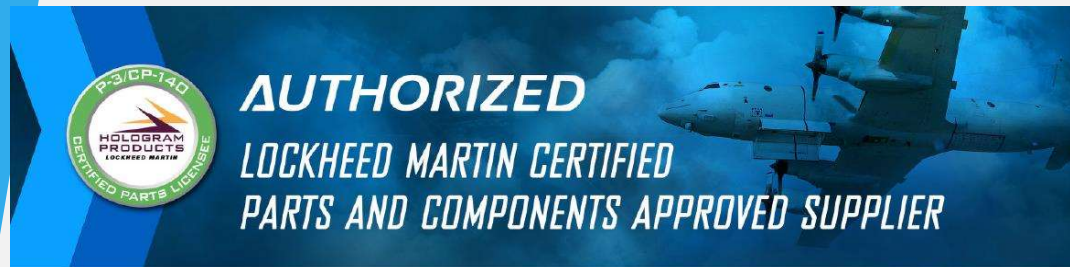 P-3/CP-140
HOLOGRAM
PRODUCTS
LOCKHEED MARTIN
CERTIFIED PARTS LICENSEE
AUTHORIZED
LOCKHEED MARTIN CERTIFIED
PARTS AND COMPONENTS APPROVED SUPPLIER